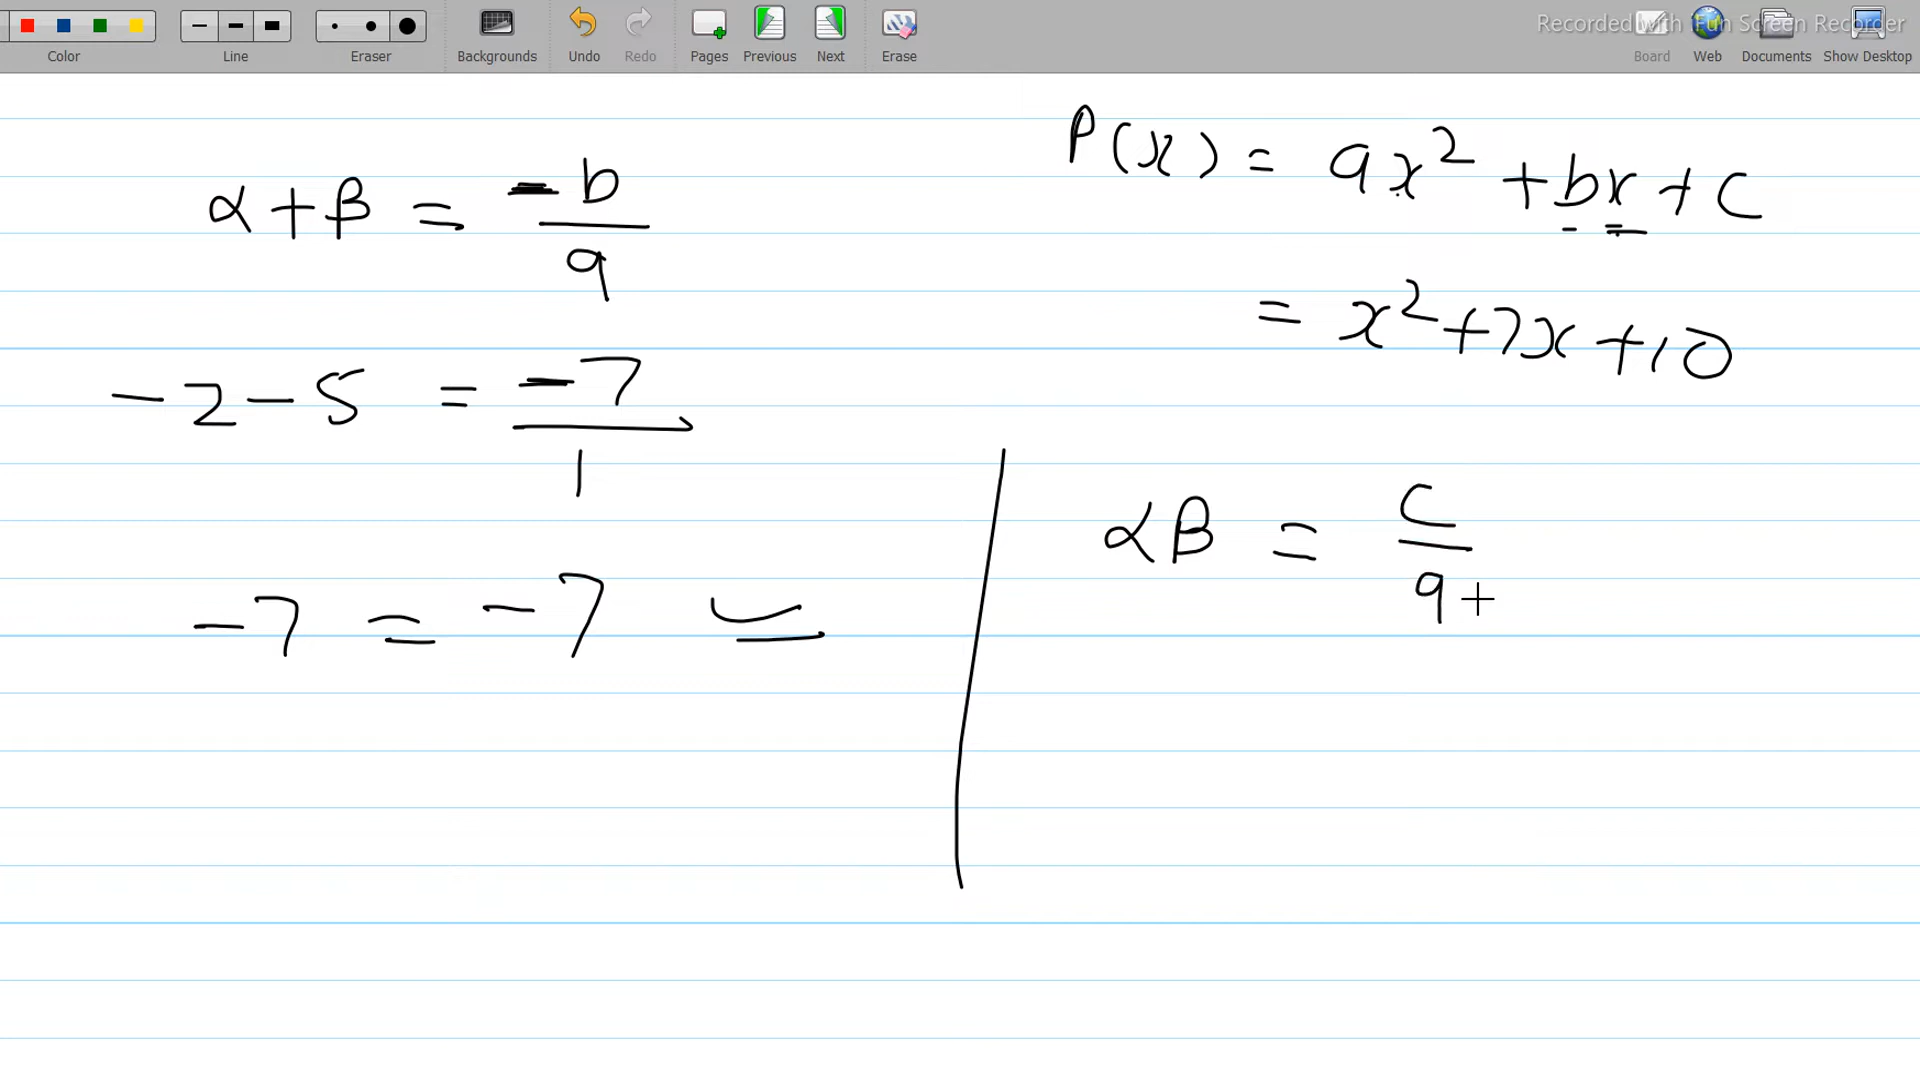 Color Line Eraser Backgrounds Undo Redo Pages Previous Next Erase Board Web Documents Show Desktop
Recorded with iFun Screen Recorder
P(x) = ax² + bx + c
= x² + 7x + 10
α + β = -b/a
-2 - 5 = -7/1
-7 = -7
αβ = c/a